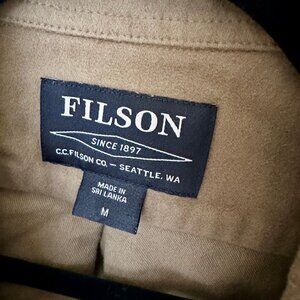 FILSON
SINCE 1897
C.C. FILSON CO. — SEATTLE, WA
MADE IN
SRI LANKA
M